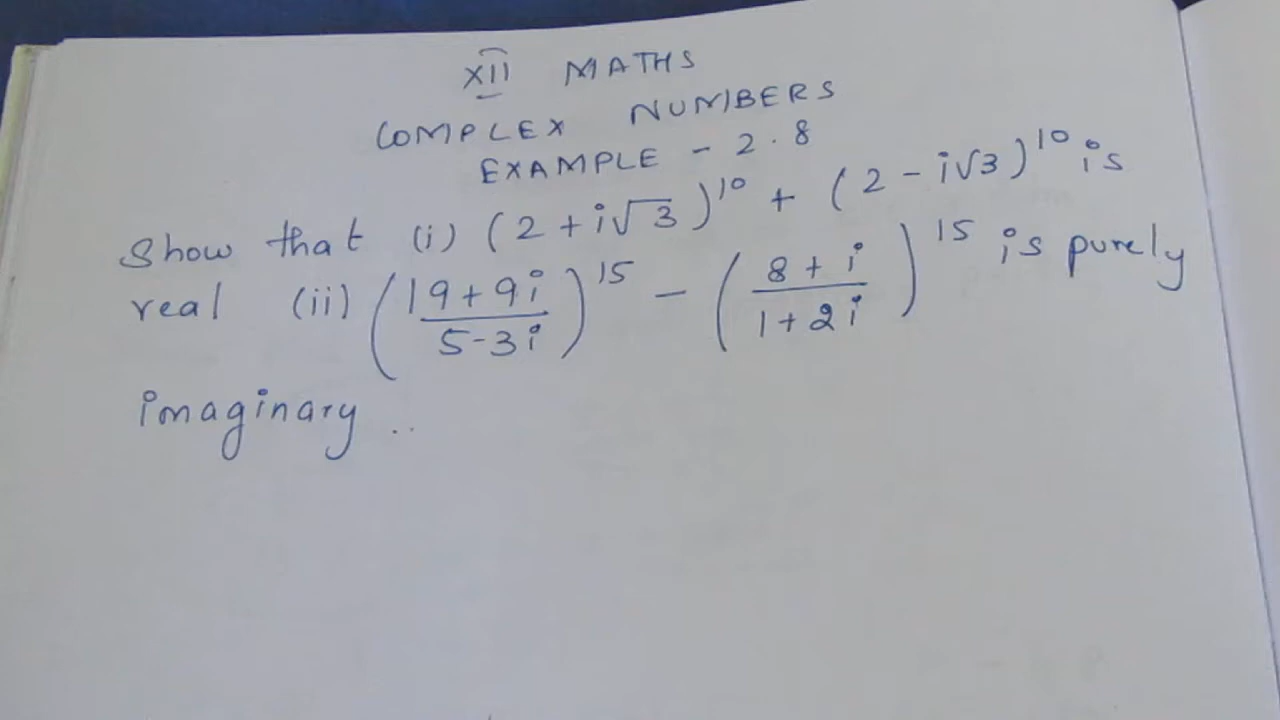 XII MATHS
COMPLEX NUMBERS
EXAMPLE - 2.8
Show that (i) (2 + i√3)^10 + (2 - i√3)^10 is
real (ii) ((19 + 9i)/(5 - 3i))^15 - ((8 + i)/(1 + 2i))^15 is purely
imaginary ..